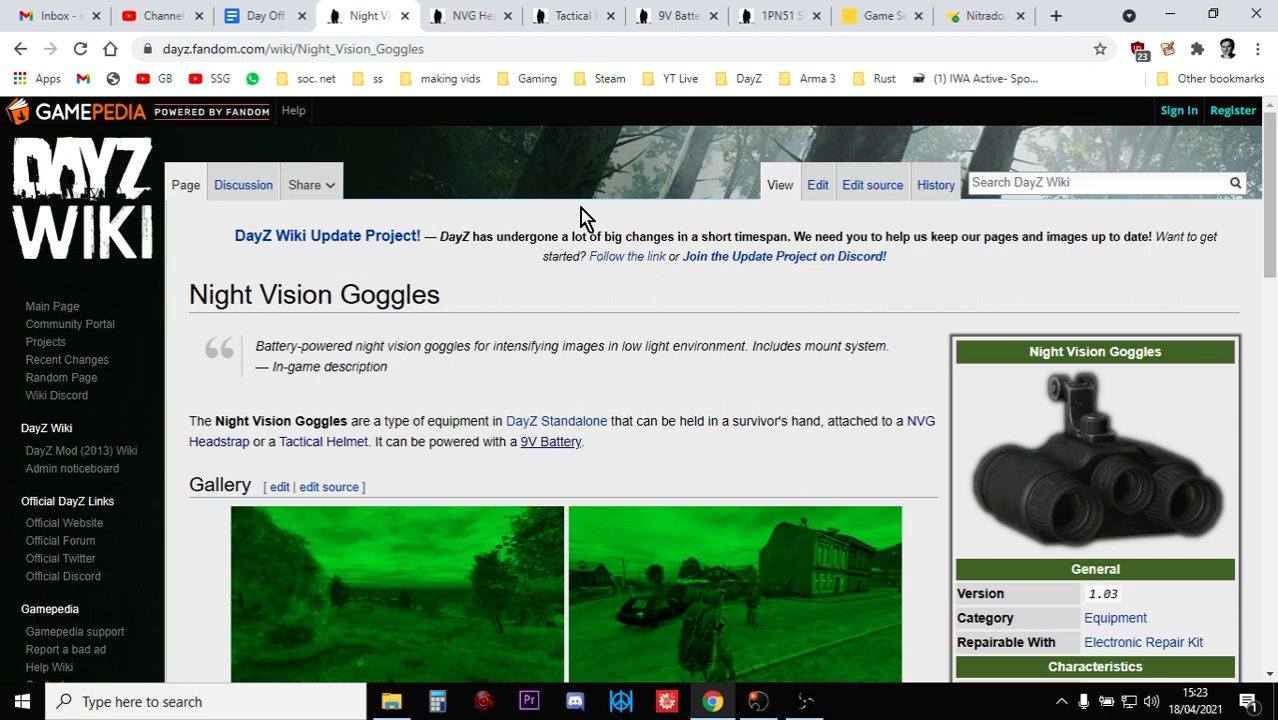 Inbox - s
Channel
Day Off -
Night Vi
NVG He
Tactical H
9V Batte
1PN51 S
Game Se
Nitrado.
dayz.fandom.com/wiki/Night_Vision_Goggles
23
Apps
GB
SSG
soc. net
ss
making vids
Gaming
Steam
YT Live
DayZ
Arma 3
Rust
(1) IWA Active- Spo...
Other bookmarks
GAMEPEDIA POWERED BY FANDOM Help
Sign In Register
DAYZ
WIKI
Page Discussion Share
View Edit Edit source History
Search DayZ Wiki
DayZ Wiki Update Project! — DayZ has undergone a lot of big changes in a short timespan. We need you to help us keep our pages and images up to date! Want to get
started? Follow the link or Join the Update Project on Discord!
Main Page
Community Portal
Projects
Recent Changes
Random Page
Wiki Discord
DayZ Wiki
DayZ Mod (2013) Wiki
Admin noticeboard
Official DayZ Links
Official Website
Official Forum
Official Twitter
Official Discord
Gamepedia
Gamepedia support
Report a bad ad
Help Wiki
Night Vision Goggles
Battery-powered night vision goggles for intensifying images in low light environment. Includes mount system.
— In-game description
The Night Vision Goggles are a type of equipment in DayZ Standalone that can be held in a survivor's hand, attached to a NVG
Headstrap or a Tactical Helmet. It can be powered with a 9V Battery.
Gallery [ edit | edit source ]
Night Vision Goggles
General
Version 1.03
Category Equipment
Repairable With Electronic Repair Kit
Characteristics
Type here to search
Pr
15:23
18/04/2021
1